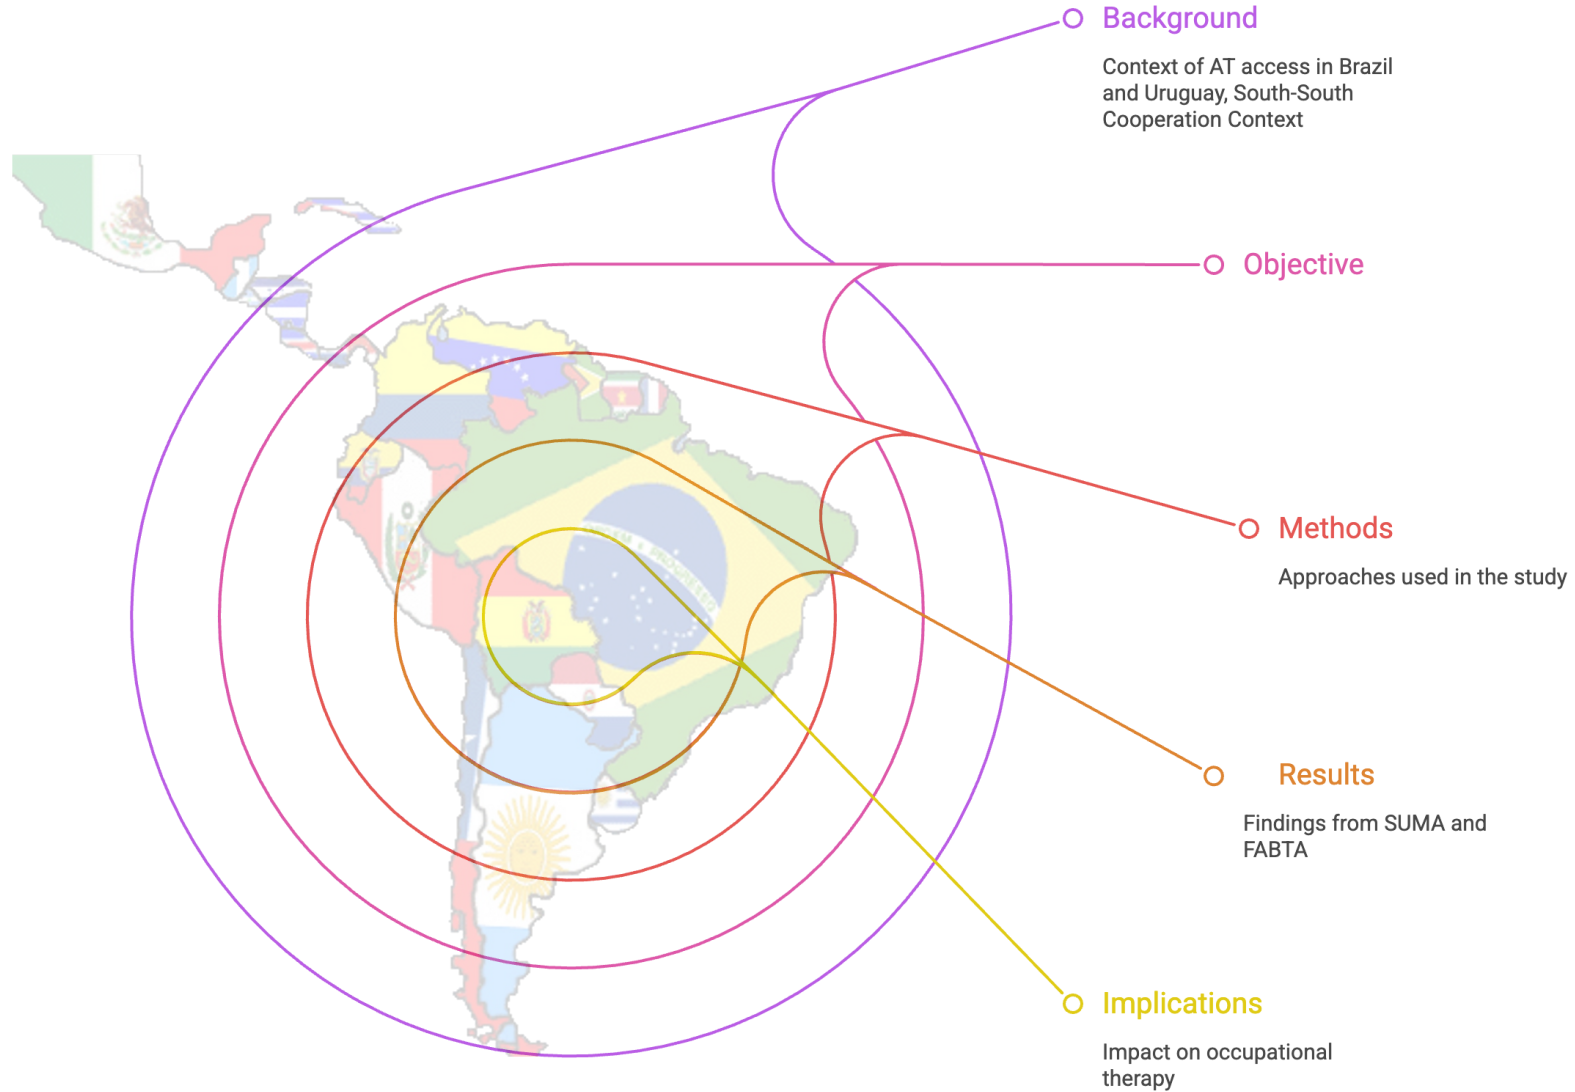 Background
Context of AT access in Brazil
and Uruguay, South-South
Cooperation Context
Objective
Methods
Approaches used in the study
Results
Findings from SUMA and
FABTA
Implications
Impact on occupational
therapy